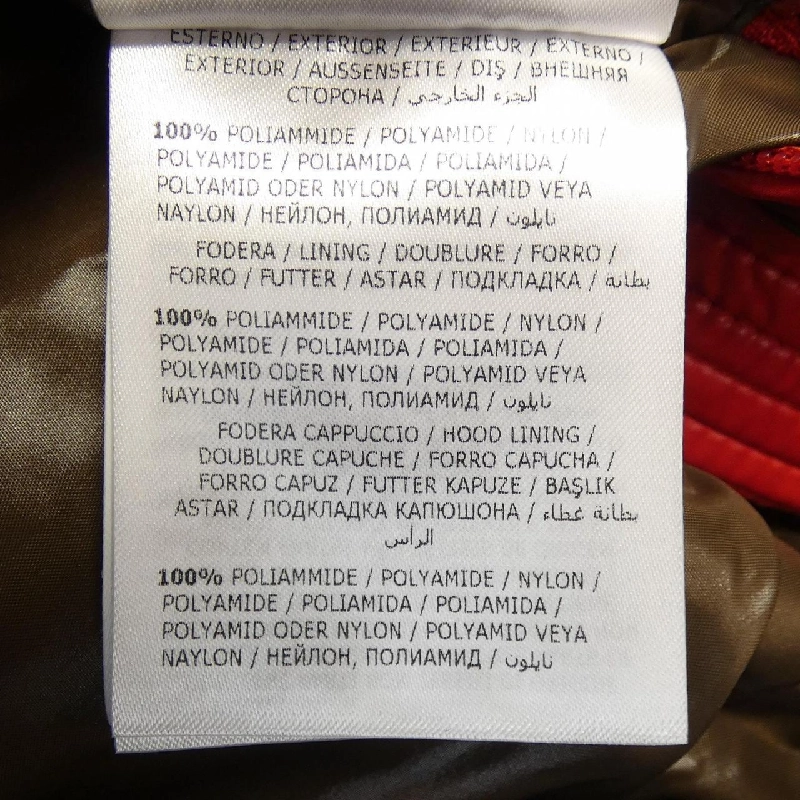 ESTERNO / EXTERIOR / EXTERIEUR / EXTERNO /
EXTERIOR / AUSSENSEITE / DIŞ / ВНЕШНЯЯ
СТОРОНА / الجزء الخارجي
100% POLIAMMIDE / POLYAMIDE / NYLON /
POLYAMIDE / POLIAMIDA / POLIAMIDA /
POLYAMID ODER NYLON / POLYAMID VEYA
NAYLON / НЕЙЛОН, ПОЛИАМИД / نايلون
FODERA / LINING / DOUBLURE / FORRO /
FORRO / FUTTER / ASTAR / ПОДКЛАДКА / بطانة
100% POLIAMMIDE / POLYAMIDE / NYLON /
POLYAMIDE / POLIAMIDA / POLIAMIDA /
POLYAMID ODER NYLON / POLYAMID VEYA
NAYLON / НЕЙЛОН, ПОЛИАМИД / نايلون
FODERA CAPPUCCIO / HOOD LINING /
DOUBLURE CAPUCHE / FORRO CAPUCHA /
FORRO CAPUZ / FUTTER KAPUZE / BAŞLIK
ASTAR / ПОДКЛАДКА КАПЮШОНА / بطانة غطاء
الرأس
100% POLIAMMIDE / POLYAMIDE / NYLON /
POLYAMIDE / POLIAMIDA / POLIAMIDA /
POLYAMID ODER NYLON / POLYAMID VEYA
NAYLON / НЕЙЛОН, ПОЛИАМИД / نايلون